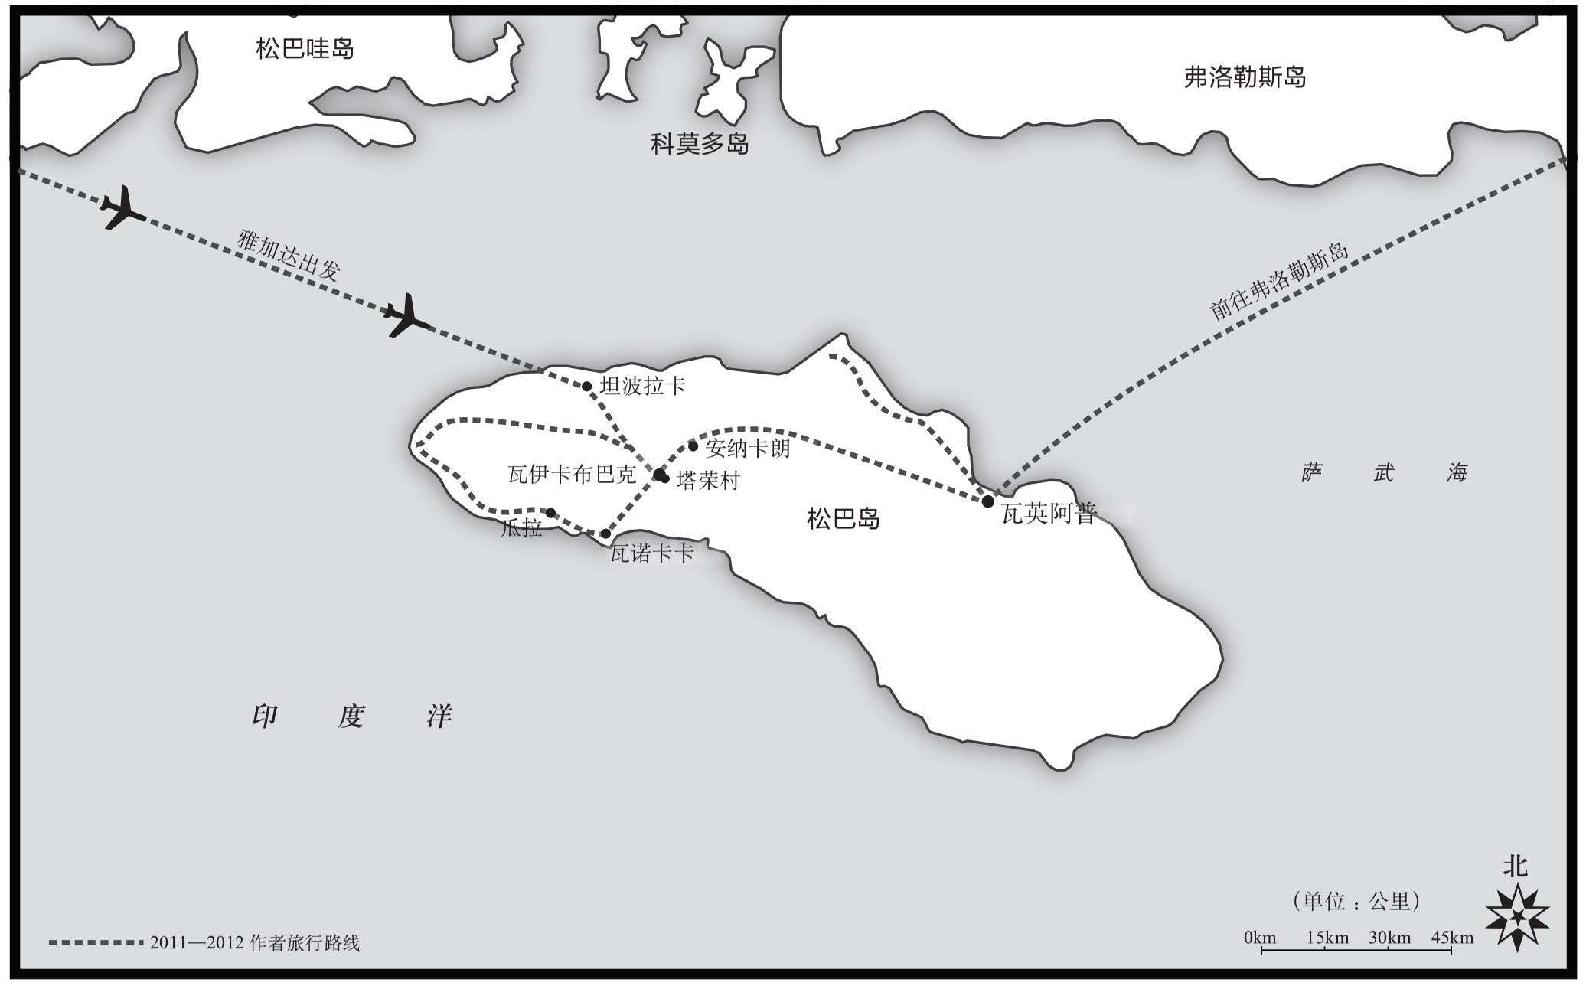 松巴哇岛
弗洛勒斯岛
科莫多岛
雅加达出发
前往弗洛勒斯岛
坦波拉卡
安纳卡朗
瓦伊卡布巴克
塔荣村
萨武海
瓦英阿普
松巴岛
瓜拉
瓦诺卡卡
印度洋
北
（单位：公里）
0km 15km 30km 45km
2011—2012 作者旅行路线